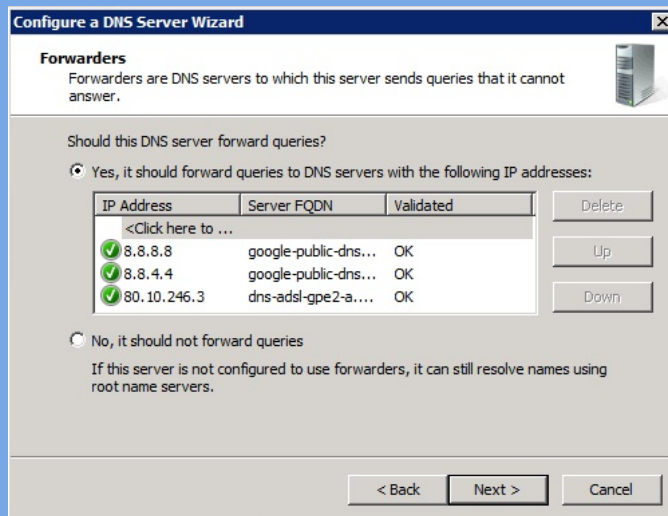 Configure a DNS Server Wizard
Forwarders
Forwarders are DNS servers to which this server sends queries that it cannot
answer.
Should this DNS server forward queries?
Yes, it should forward queries to DNS servers with the following IP addresses:
IP Address Server FQDN Validated
<Click here to ...
8.8.8.8 google-public-dns... OK
8.8.4.4 google-public-dns... OK
80.10.246.3 dns-adsl-gpe2-a.... OK
Delete
Up
Down
No, it should not forward queries
If this server is not configured to use forwarders, it can still resolve names using
root name servers.
< Back Next > Cancel